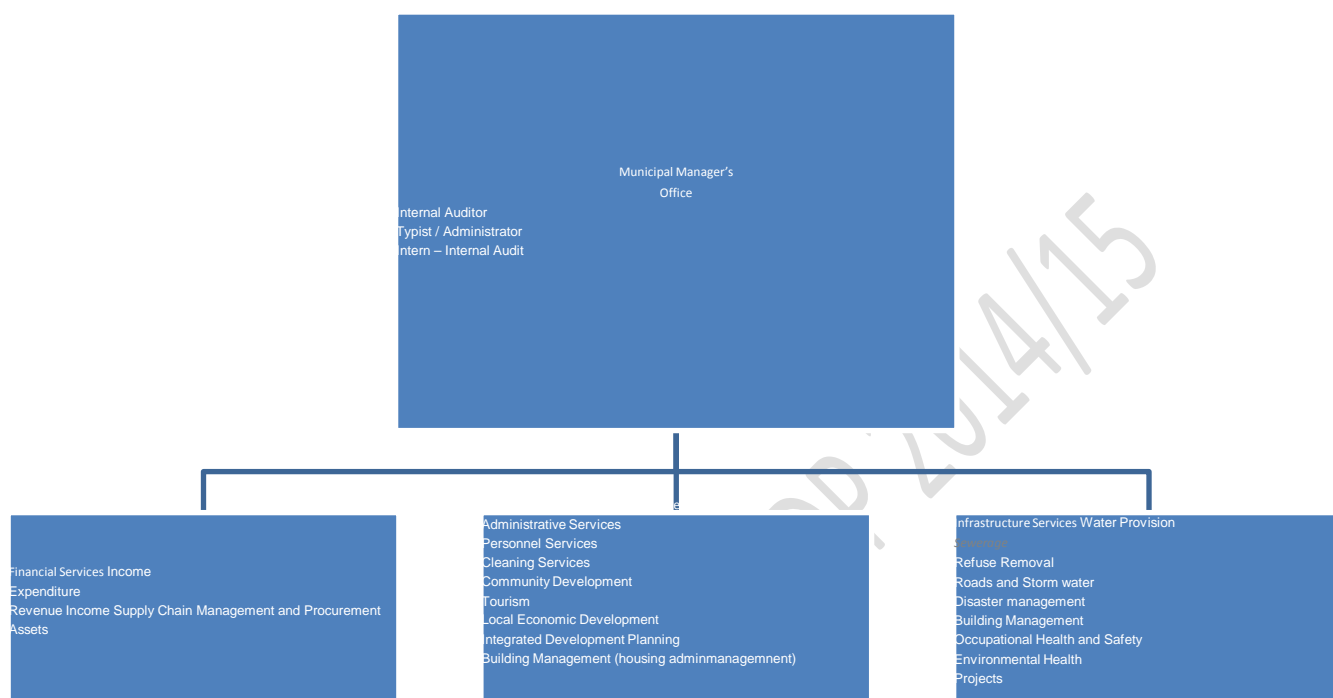 Municipal Manager's
Office
Internal Auditor
Typist / Administrator
Intern – Internal Audit
Financial Services Income
Expenditure
Revenue Income Supply Chain Management and Procurement
Assets
Administrative Services
Personnel Services
Cleaning Services
Community Development
Tourism
Local Economic Development
Integrated Development Planning
Building Management (housing adminmanagemnent)
Infrastructure Services Water Provision
Sewerage
Refuse Removal
Roads and Storm water
Disaster management
Building Management
Occupational Health and Safety
Environmental Health
Projects
2014/15